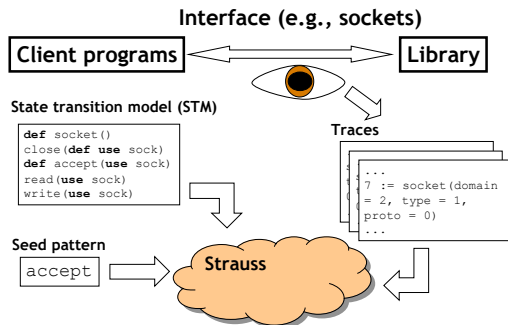 Interface (e.g., sockets)
Client programs
Library
State transition model (STM)
def socket()
close(def use sock)
def accept(use sock)
read(use sock)
write(use sock)
Traces
...
7 := socket(domain
= 2, type = 1,
proto = 0)
...
Seed pattern
accept
Strauss